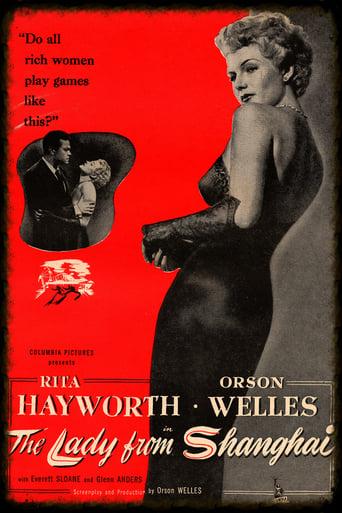 "Do all
rich women
play games
like
this?"
COLUMBIA PICTURES
presents
RITA ORSON
HAYWORTH · WELLES
in
The Lady from Shanghai
with Everett SLOANE and Glenn ANDERS
Screenplay and Production by Orson WELLES